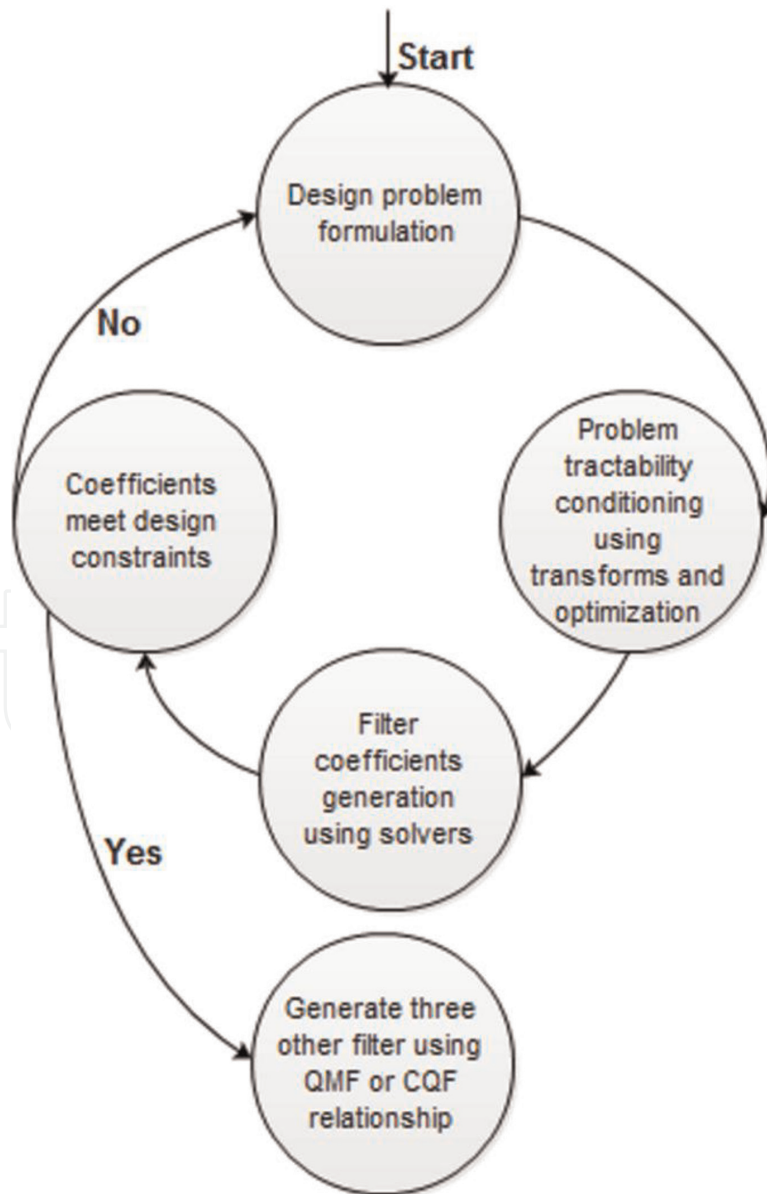 Start
Design problem
formulation
No
Problem
tractability
conditioning
using
transforms and
optimization
Coefficients
meet design
constraints
Filter
coefficients
generation
using solvers
Yes
Generate three
other filter using
QMF or CQF
relationship